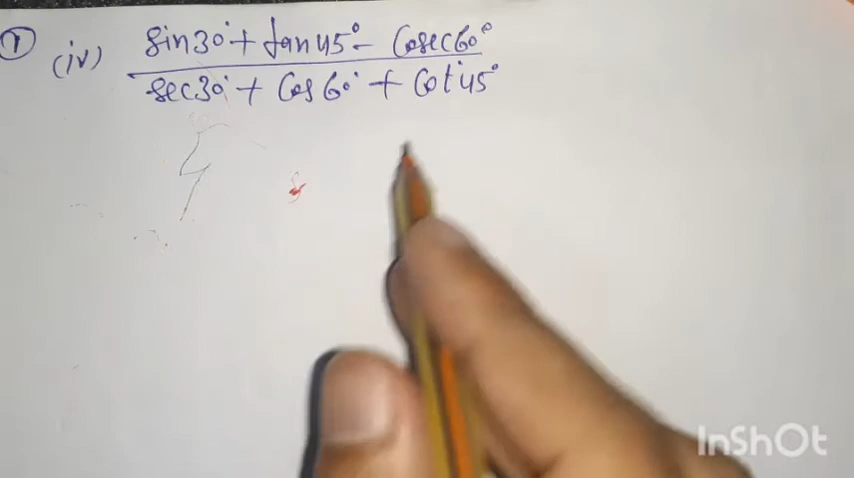 ① (iv) sin30° + tan45° - Cosec60°
sec30° + Cos60° + Cot45°
InShOt